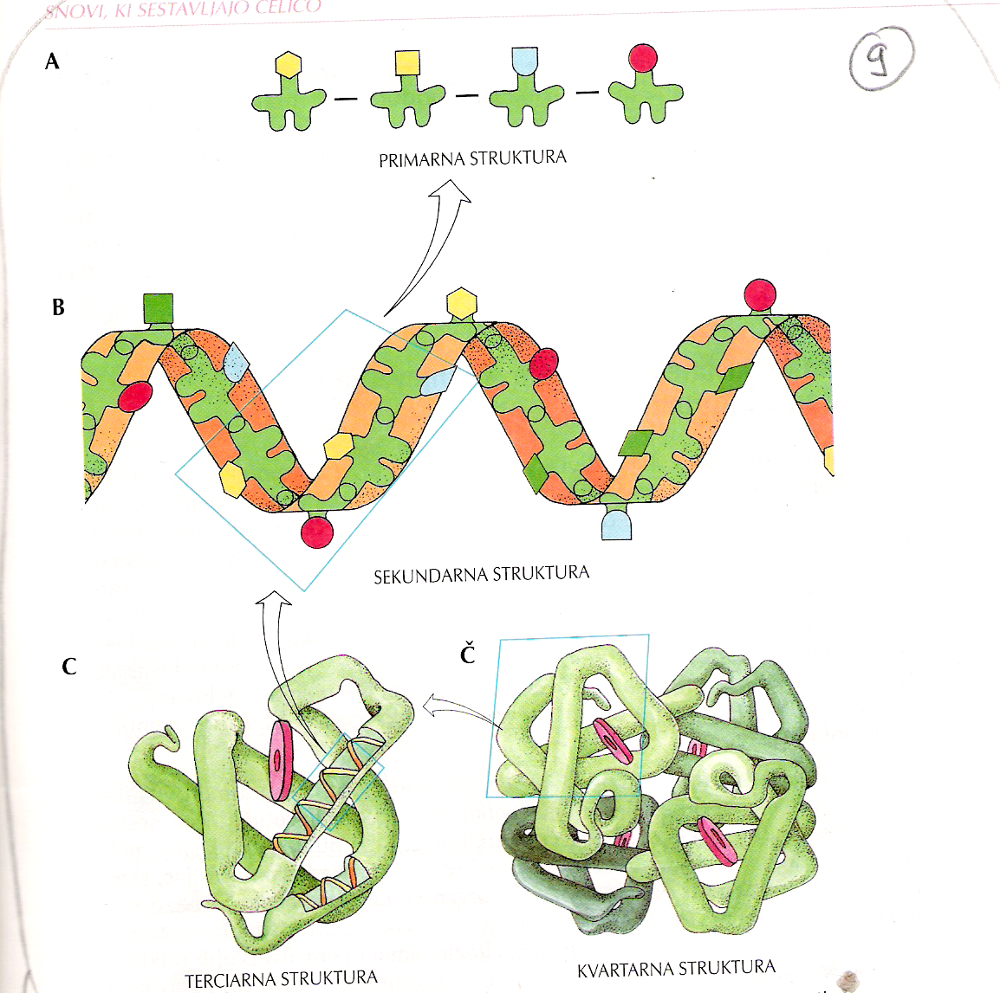 SNOVI, KI SESTAVLJAJO CELICO
A
9
PRIMARNA STRUKTURA
B
SEKUNDARNA STRUKTURA
C
Č
TERCIARNA STRUKTURA
KVARTARNA STRUKTURA